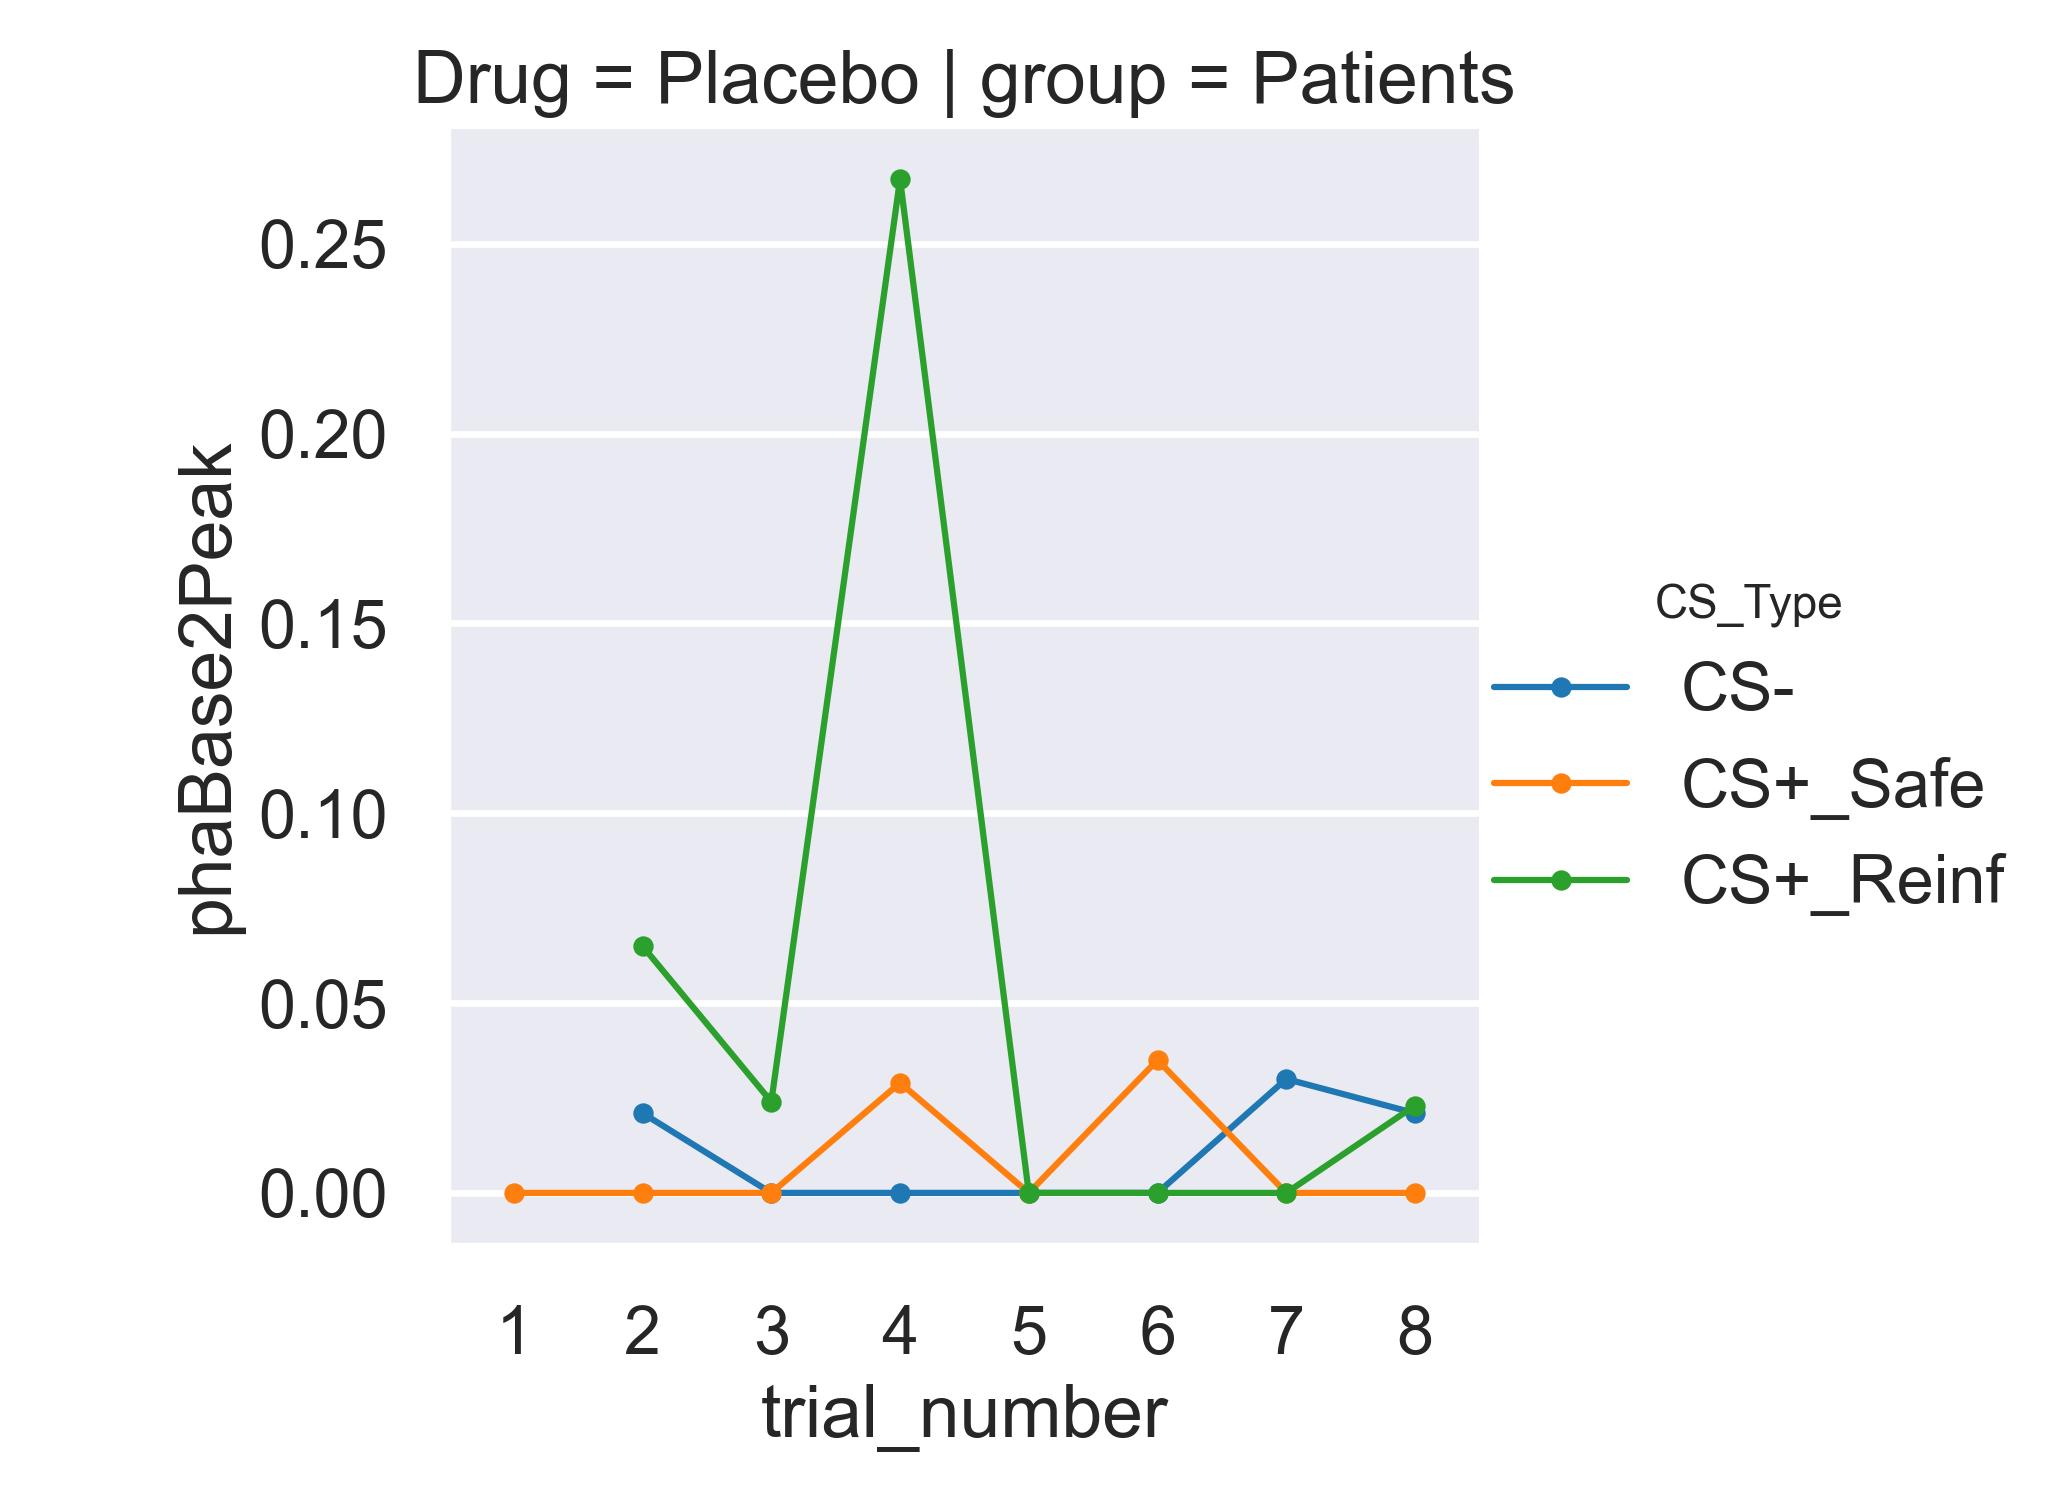 Drug = Placebo | group = Patients
phaBase2Peak
0.25
0.20
0.15
0.10
0.05
0.00
1 2 3 4 5 6 7 8
trial_number
CS_Type
CS-
CS+_Safe
CS+_Reinf